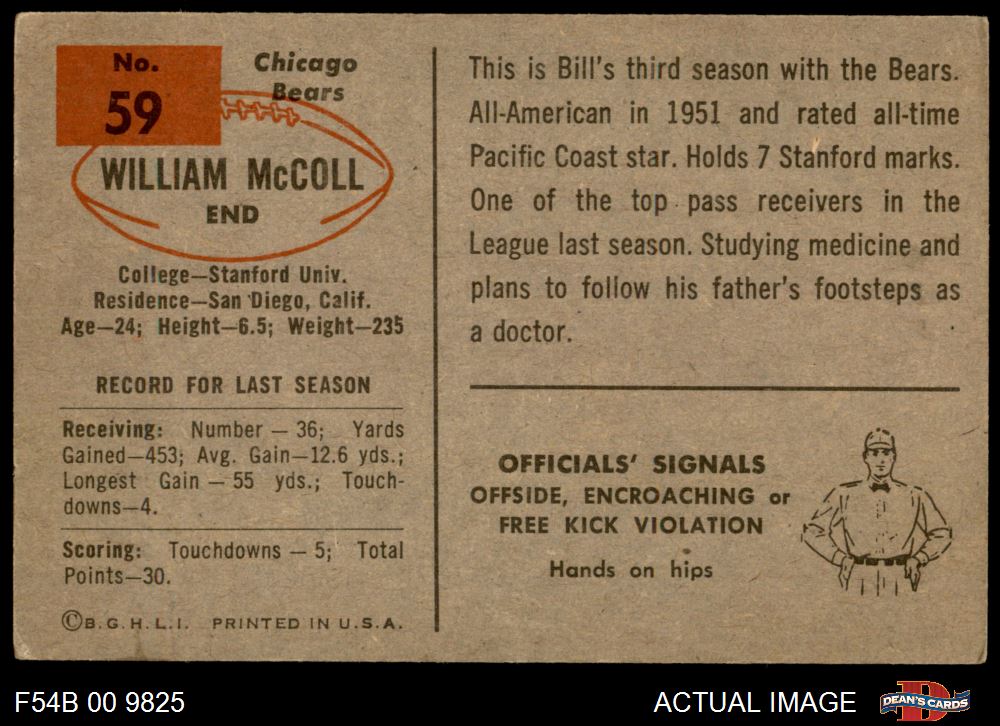 No.
59
Chicago
Bears
WILLIAM McCOLL
END
College—Stanford Univ.
Residence—San Diego, Calif.
Age—24; Height—6.5; Weight—235
RECORD FOR LAST SEASON
Receiving: Number — 36; Yards
Gained—453; Avg. Gain—12.6 yds.;
Longest Gain — 55 yds.; Touch-
downs—4.
Scoring: Touchdowns — 5; Total
Points—30.
©B.G.H.L.I. PRINTED IN U.S.A.
This is Bill's third season with the Bears.
All-American in 1951 and rated all-time
Pacific Coast star. Holds 7 Stanford marks.
One of the top pass receivers in the
League last season. Studying medicine and
plans to follow his father's footsteps as
a doctor.
OFFICIALS' SIGNALS
OFFSIDE, ENCROACHING or
FREE KICK VIOLATION
Hands on hips
F54B 00 9825
ACTUAL IMAGE
D
DEAN'S CARDS